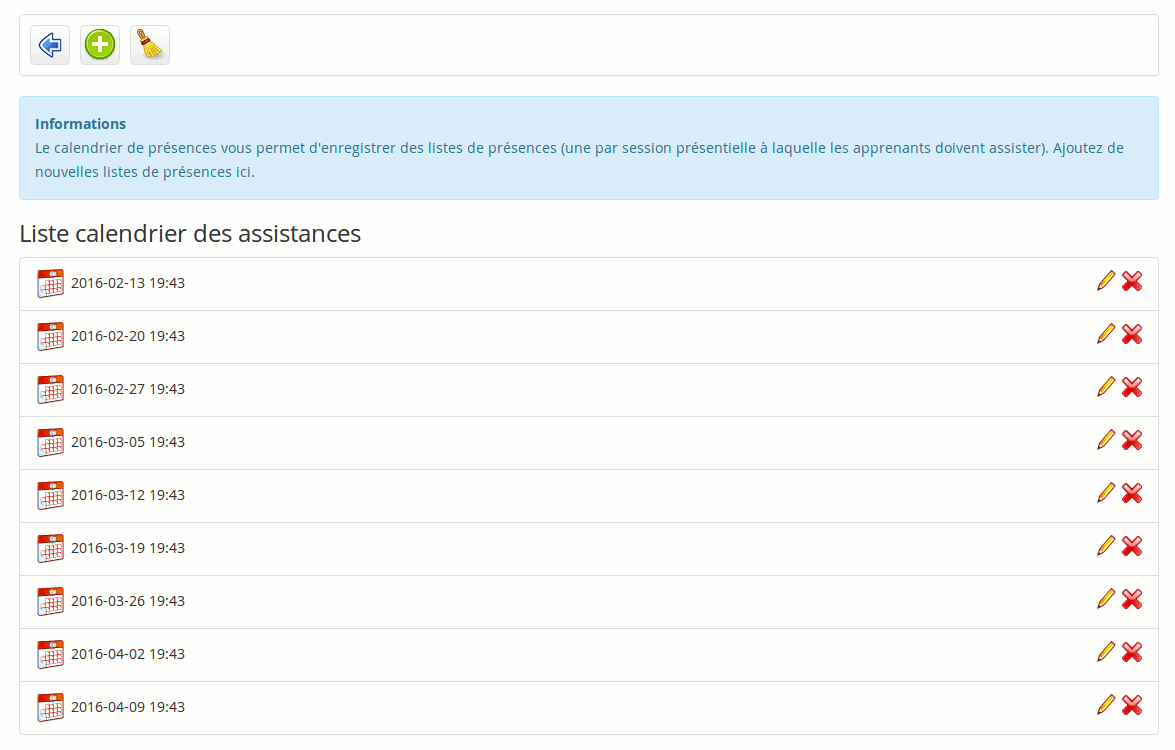 Informations
Le calendrier de présences vous permet d'enregistrer des listes de présences (une par session présentielle à laquelle les apprenants doivent assister). Ajoutez de
nouvelles listes de présences ici.
Liste calendrier des assistances
2016-02-13 19:43
2016-02-20 19:43
2016-02-27 19:43
2016-03-05 19:43
2016-03-12 19:43
2016-03-19 19:43
2016-03-26 19:43
2016-04-02 19:43
2016-04-09 19:43